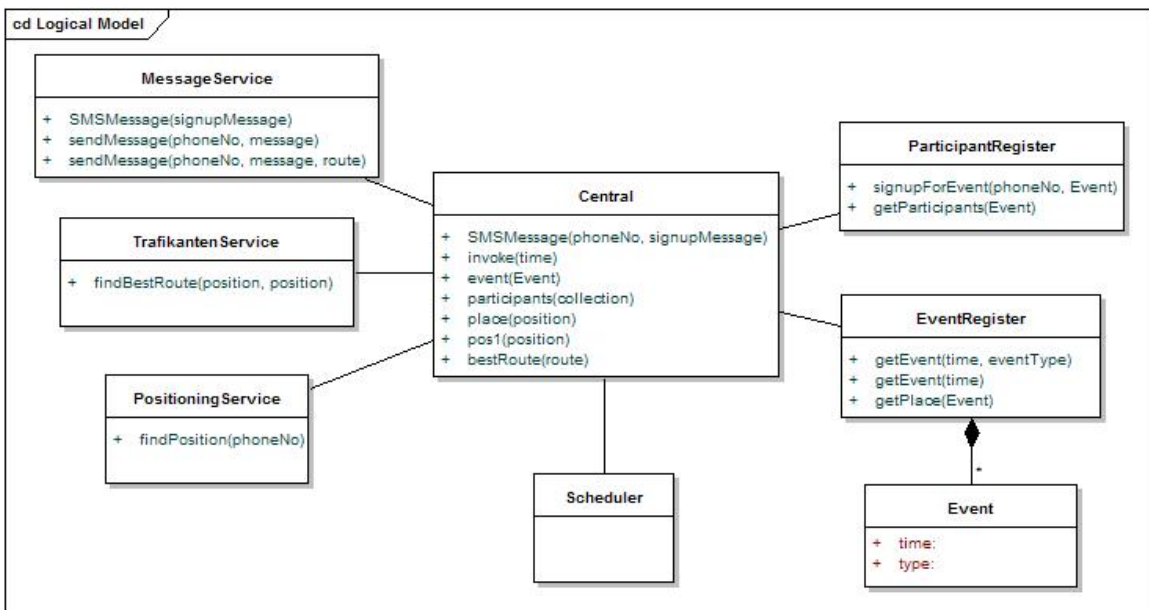 cd Logical Model
MessageService
+ SMSMessage(signupMessage)
+ sendMessage(phoneNo, message)
+ sendMessage(phoneNo, message, route)
TrafikantenService
+ findBestRoute(position, position)
PositioningService
+ findPosition(phoneNo)
Central
+ SMSMessage(phoneNo, signupMessage)
+ invoke(time)
+ event(Event)
+ participants(collection)
+ place(position)
+ pos1(position)
+ bestRoute(route)
Scheduler
ParticipantRegister
+ signupForEvent(phoneNo, Event)
+ getParticipants(Event)
EventRegister
+ getEvent(time, eventType)
+ getEvent(time)
+ getPlace(Event)
*
Event
+ time:
+ type: